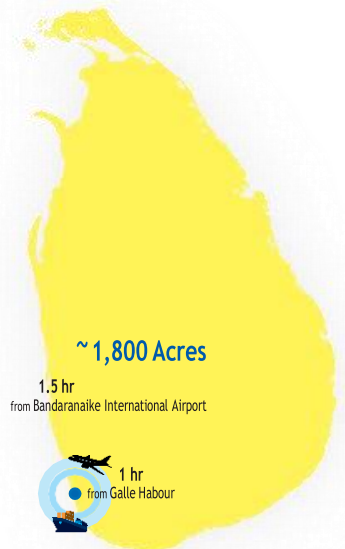 ~ 1,800 Acres
1.5 hr
from Bandaranaike International Airport
1 hr
from Galle Habour